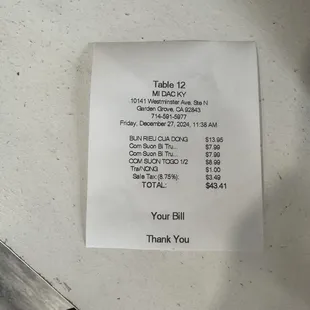 Table 12
MI DAC KY
10141 Westminster Ave, Ste N
Garden Grove, CA 92843
714-591-5977
Friday, December 27, 2024, 11:38 AM
BUN RIEU CUA DONG $13.95
Com Suon Bi Tru... $7.99
Com Suon Bi Tru... $7.99
COM SUON TOGO 1/2 $8.99
Tra/NONG $1.00
Sale Tax (8.75%): $3.49
TOTAL: $43.41
Your Bill
Thank You